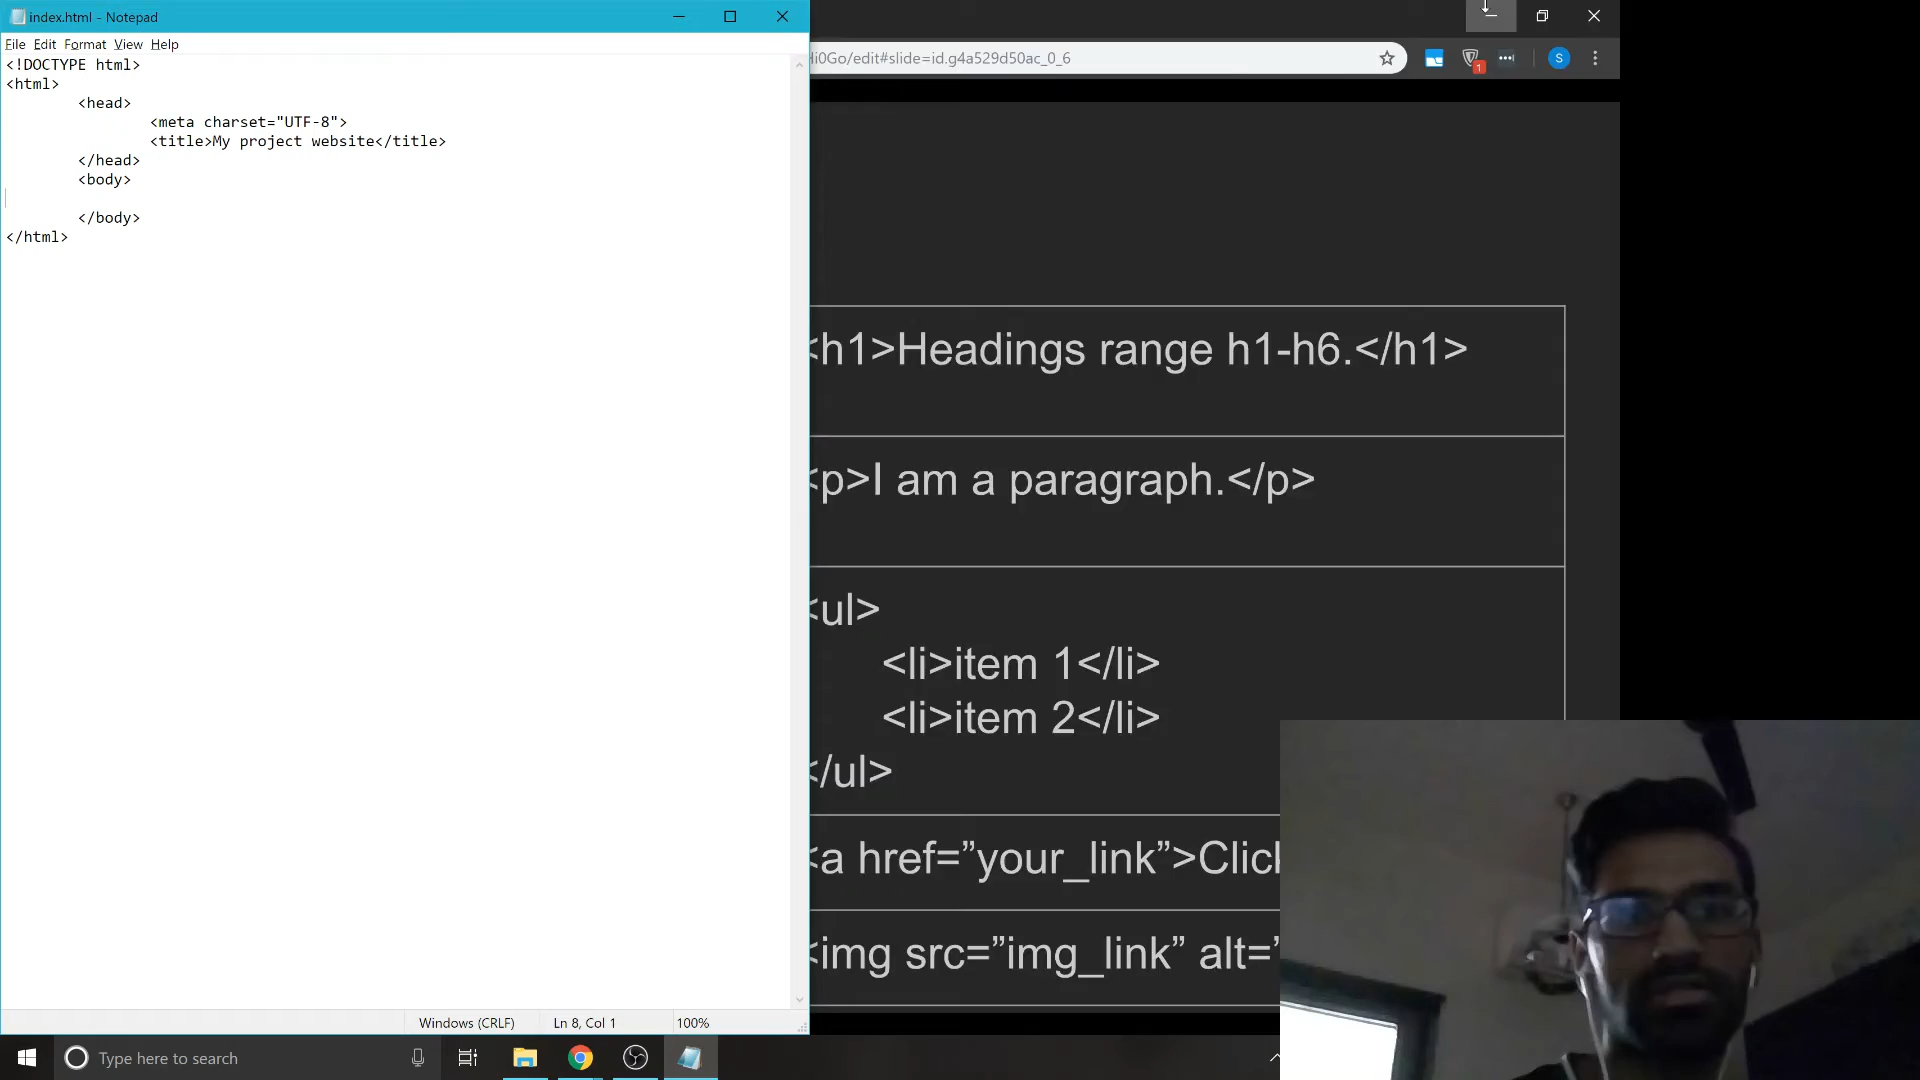 index.html - Notepad
File Edit Format View Help
<!DOCTYPE html>
<html>
<head>
<meta charset="UTF-8">
<title>My project website</title>
</head>
<body>
</body>
</html>
Windows (CRLF) Ln 8, Col 1 100%
Hi0Go/edit#slide=id.g4a529d50ac_0_6
1
S
<h1>Headings range h1-h6.</h1>
<p>I am a paragraph.</p>
<ul>
<li>item 1</li>
<li>item 2</li>
</ul>
<a href=”your_link”>Click
<img src=”img_link” alt=”
Type here to search